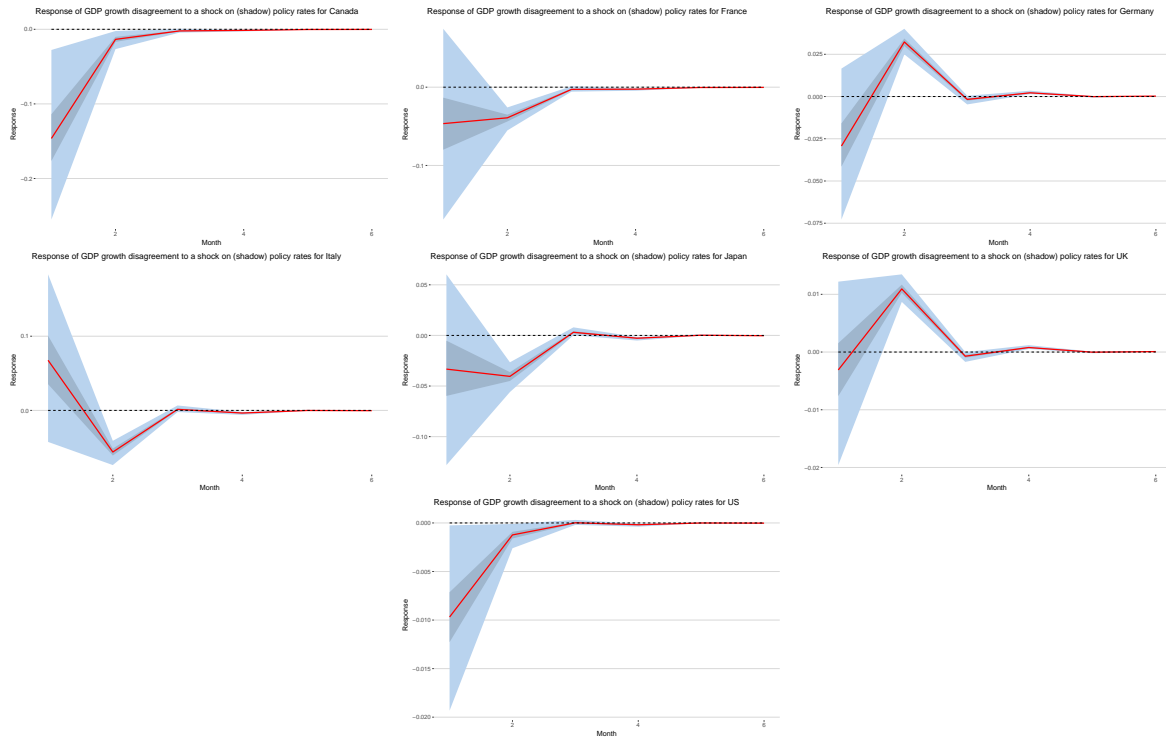 Response of GDP growth disagreement to a shock on (shadow) policy rates for Canada
0.0
−0.1
−0.2
Response
2
4
6
Month
Response of GDP growth disagreement to a shock on (shadow) policy rates for France
0.0
−0.1
Response
2
4
6
Month
Response of GDP growth disagreement to a shock on (shadow) policy rates for Germany
0.025
0.000
−0.025
−0.050
−0.075
Response
2
4
6
Month
Response of GDP growth disagreement to a shock on (shadow) policy rates for Italy
0.1
0.0
Response
2
4
6
Month
Response of GDP growth disagreement to a shock on (shadow) policy rates for Japan
0.05
0.00
−0.05
−0.10
Response
2
4
6
Month
Response of GDP growth disagreement to a shock on (shadow) policy rates for UK
0.01
0.00
−0.01
−0.02
Response
2
4
6
Month
Response of GDP growth disagreement to a shock on (shadow) policy rates for US
0.000
−0.005
−0.010
−0.015
−0.020
Response
2
4
6
Month